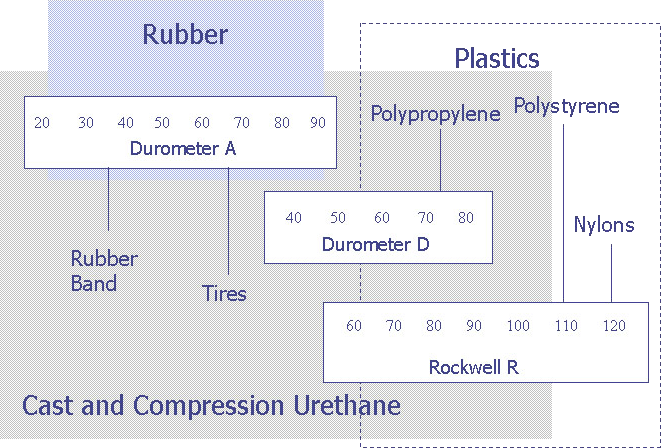 Rubber
Plastics
Polypropylene
Polystyrene
20 30 40 50 60 70 80 90
Durometer A
40 50 60 70 80
Durometer D
Nylons
Rubber
Band
Tires
60 70 80 90 100 110 120
Rockwell R
Cast and Compression Urethane